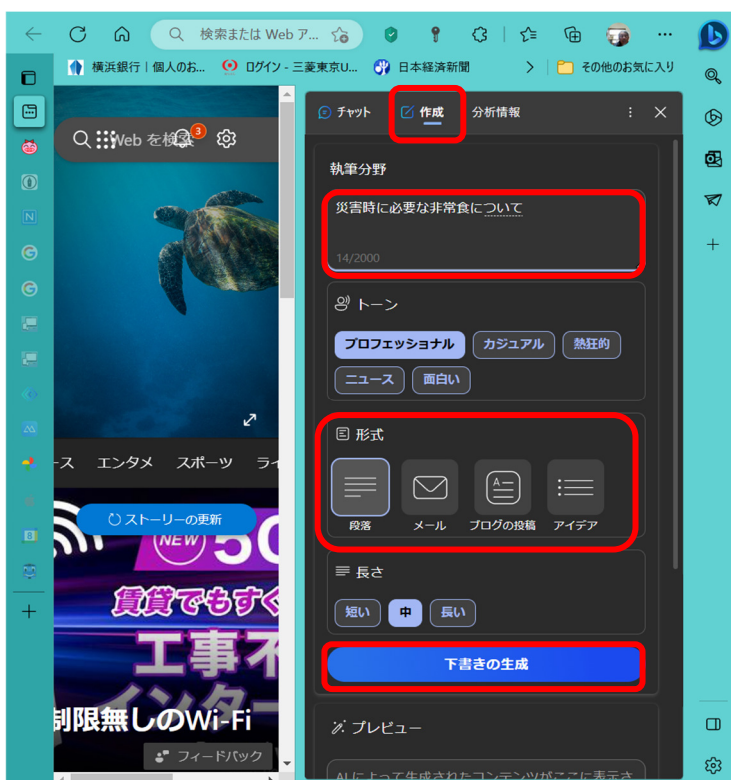 検索または Web ア...
横浜銀行 | 個人のお...
ログイン - 三菱東京U...
日本経済新聞
その他のお気に入り
Web を検索
3
チャット
作成
分析情報
執筆分野
災害時に必要な非常食について
14/2000
トーン
プロフェッショナル
カジュアル
熱狂的
ニュース
面白い
形式
段落
メール
ブログの投稿
アイデア
長さ
短い
中
長い
下書きの生成
プレビュー
AI によって生成されたコンテンツがここに表示さ
ース
エンタメ
スポーツ
ライ
ストーリーの更新
NEW
50
賃貸でもすぐ
工事不
インター
制限無しのWi-Fi
フィードバック